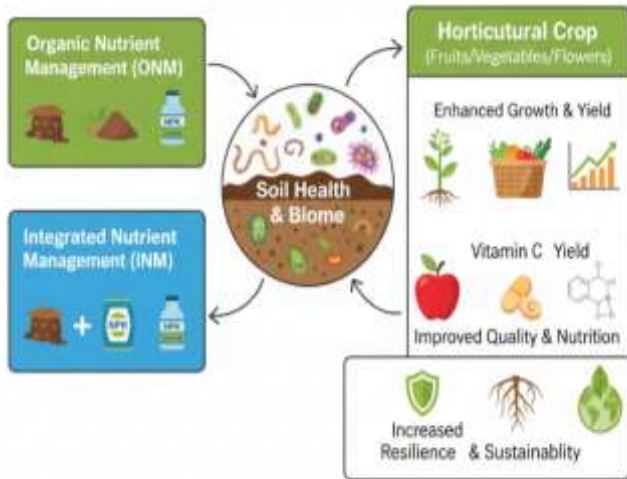 Organic Nutrient
Management (ONM)
NPK
Integrated Nutrient
Management (INM)
+
NPK
NPK
Soil Health
& Biome
Horticutural Crop
(Fruits/Vegetables/Flowers)
Enhanced Growth & Yield
Vitamin C Yield
Improved Quality & Nutrition
Increased
Resilience & Sustainablity